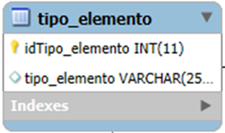 tipo_elemento
idTipo_elemento INT(11)
tipo_elemento VARCHAR(25...
Indexes